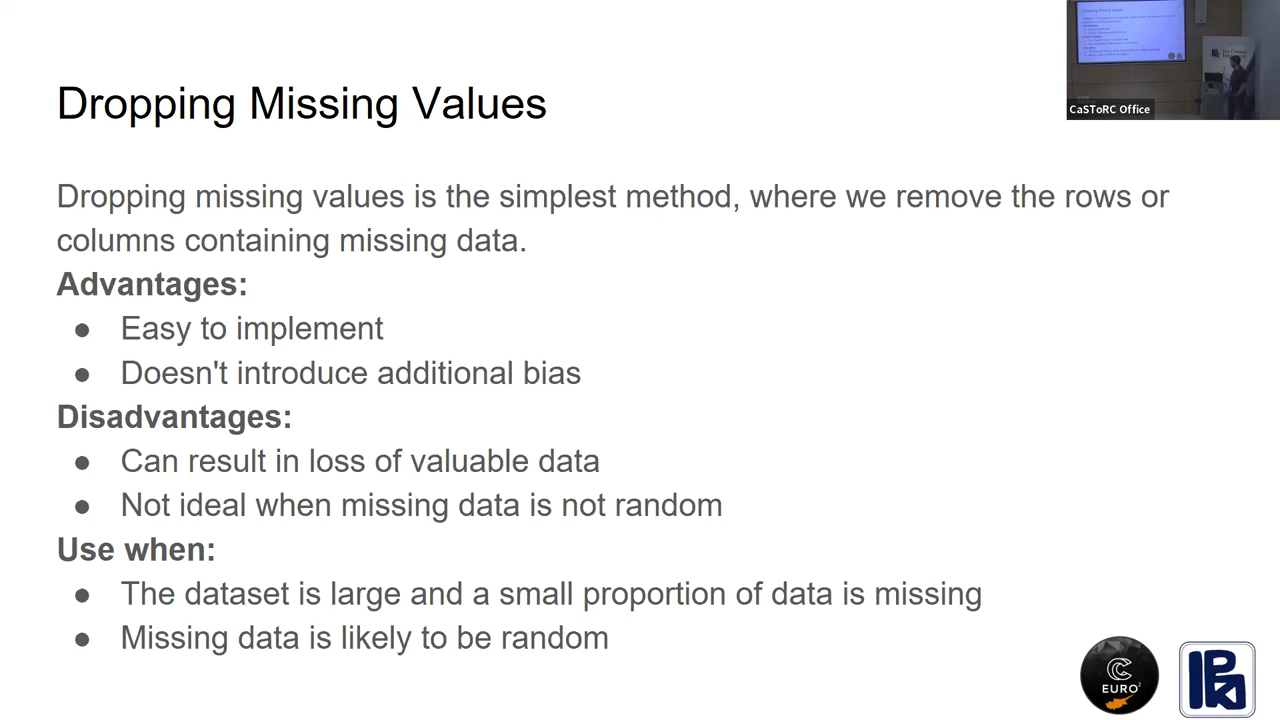 Dropping Missing Values
CaSToRC Office
Dropping missing values is the simplest method, where we remove the rows or
columns containing missing data.
Advantages:
● Easy to implement
● Doesn't introduce additional bias
Disadvantages:
● Can result in loss of valuable data
● Not ideal when missing data is not random
Use when:
● The dataset is large and a small proportion of data is missing
● Missing data is likely to be random
EURO²